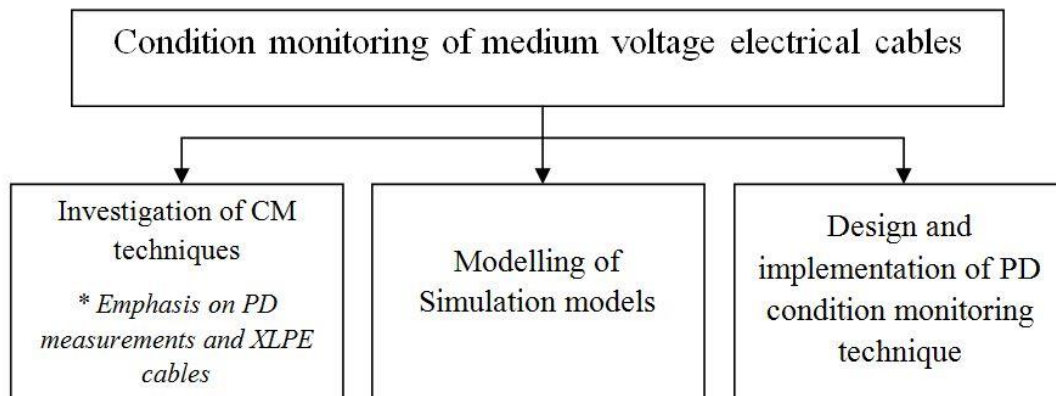 Condition monitoring of medium voltage electrical cables
Investigation of CM
techniques
* Emphasis on PD
measurements and XLPE
cables
Modelling of
Simulation models
Design and
implementation of PD
condition monitoring
technique